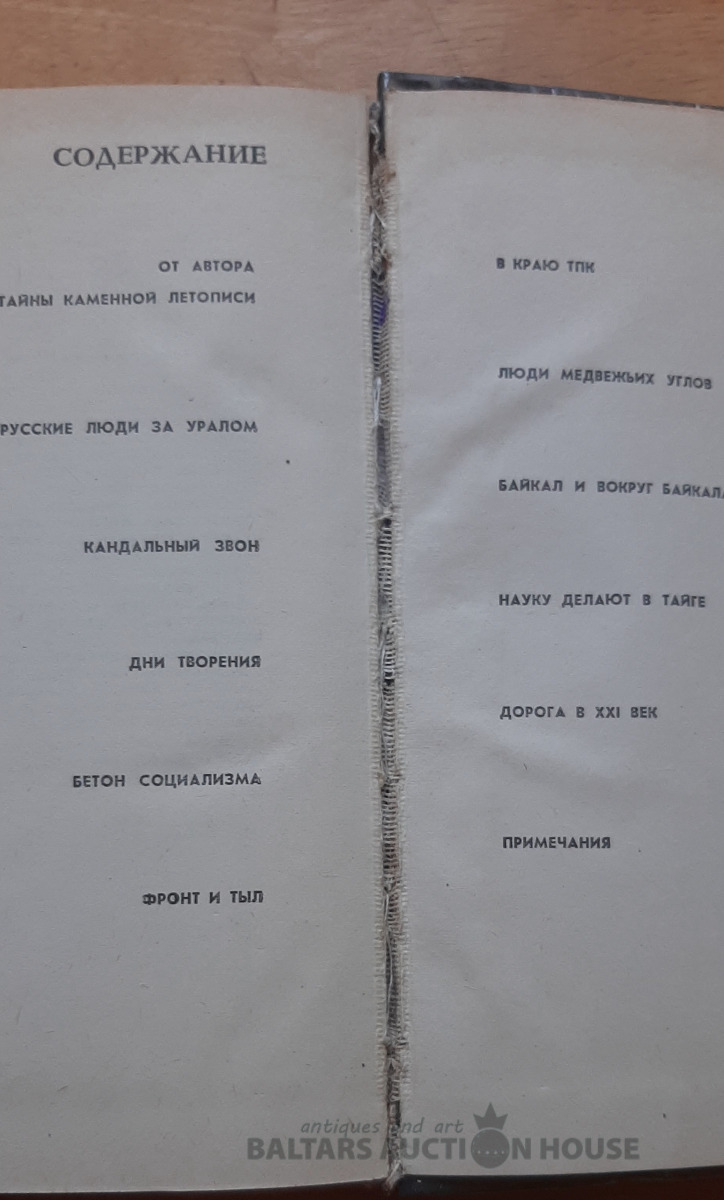 СОДЕРЖАНИЕ
ОТ АВТОРА
ТАЙНЫ КАМЕННОЙ ЛЕТОПИСИ
РУССКИЕ ЛЮДИ ЗА УРАЛОМ
КАНДАЛЬНЫЙ ЗВОН
ДНИ ТВОРЕНИЯ
БЕТОН СОЦИАЛИЗМА
ФРОНТ И ТЫЛ
В КРАЮ ТПК
ЛЮДИ МЕДВЕЖЬИХ УГЛОВ
БАЙКАЛ И ВОКРУГ БАЙКАЛА
НАУКУ ДЕЛАЮТ В ТАЙГЕ
ДОРОГА В XXI ВЕК
ПРИМЕЧАНИЯ
antiques and art
BALTARS AUCTION HOUSE